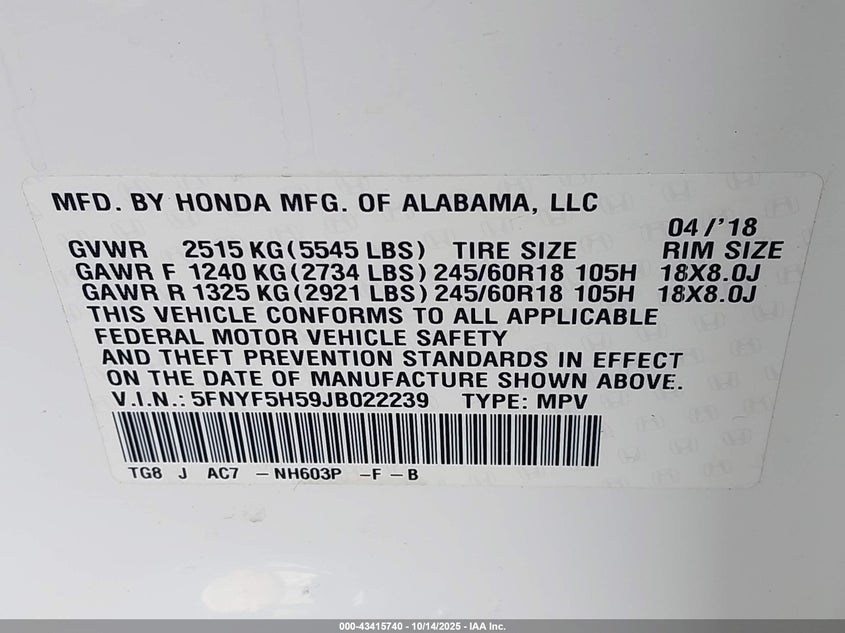 MFD. BY HONDA MFG. OF ALABAMA, LLC
04/'18
GVWR 2515 KG (5545 LBS) TIRE SIZE RIM SIZE
GAWR F 1240 KG (2734 LBS) 245/60R18 105H 18X8.0J
GAWR R 1325 KG (2921 LBS) 245/60R18 105H 18X8.0J
THIS VEHICLE CONFORMS TO ALL APPLICABLE
FEDERAL MOTOR VEHICLE SAFETY
AND THEFT PREVENTION STANDARDS IN EFFECT
ON THE DATE OF MANUFACTURE SHOWN ABOVE.
V.I.N.: 5FNYF5H59JB022239 TYPE: MPV
TG8 J AC7 -NH603P -F-B
000-43415740 - 10/14/2025 - IAA Inc.